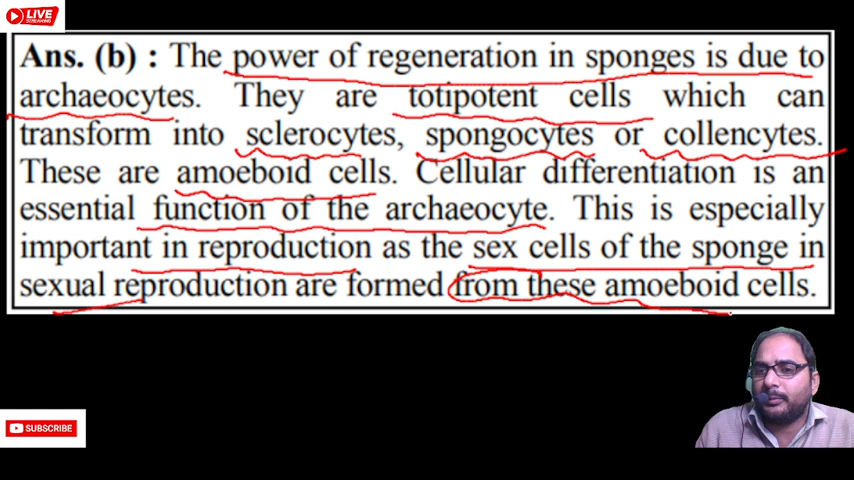 LIVE
STREAMING
Ans. (b) : The power of regeneration in sponges is due to
archaeocytes. They are totipotent cells which can
transform into sclerocytes, spongocytes or collencytes.
These are amoeboid cells. Cellular differentiation is an
essential function of the archaeocyte. This is especially
important in reproduction as the sex cells of the sponge in
sexual reproduction are formed from these amoeboid cells.
SUBSCRIBE